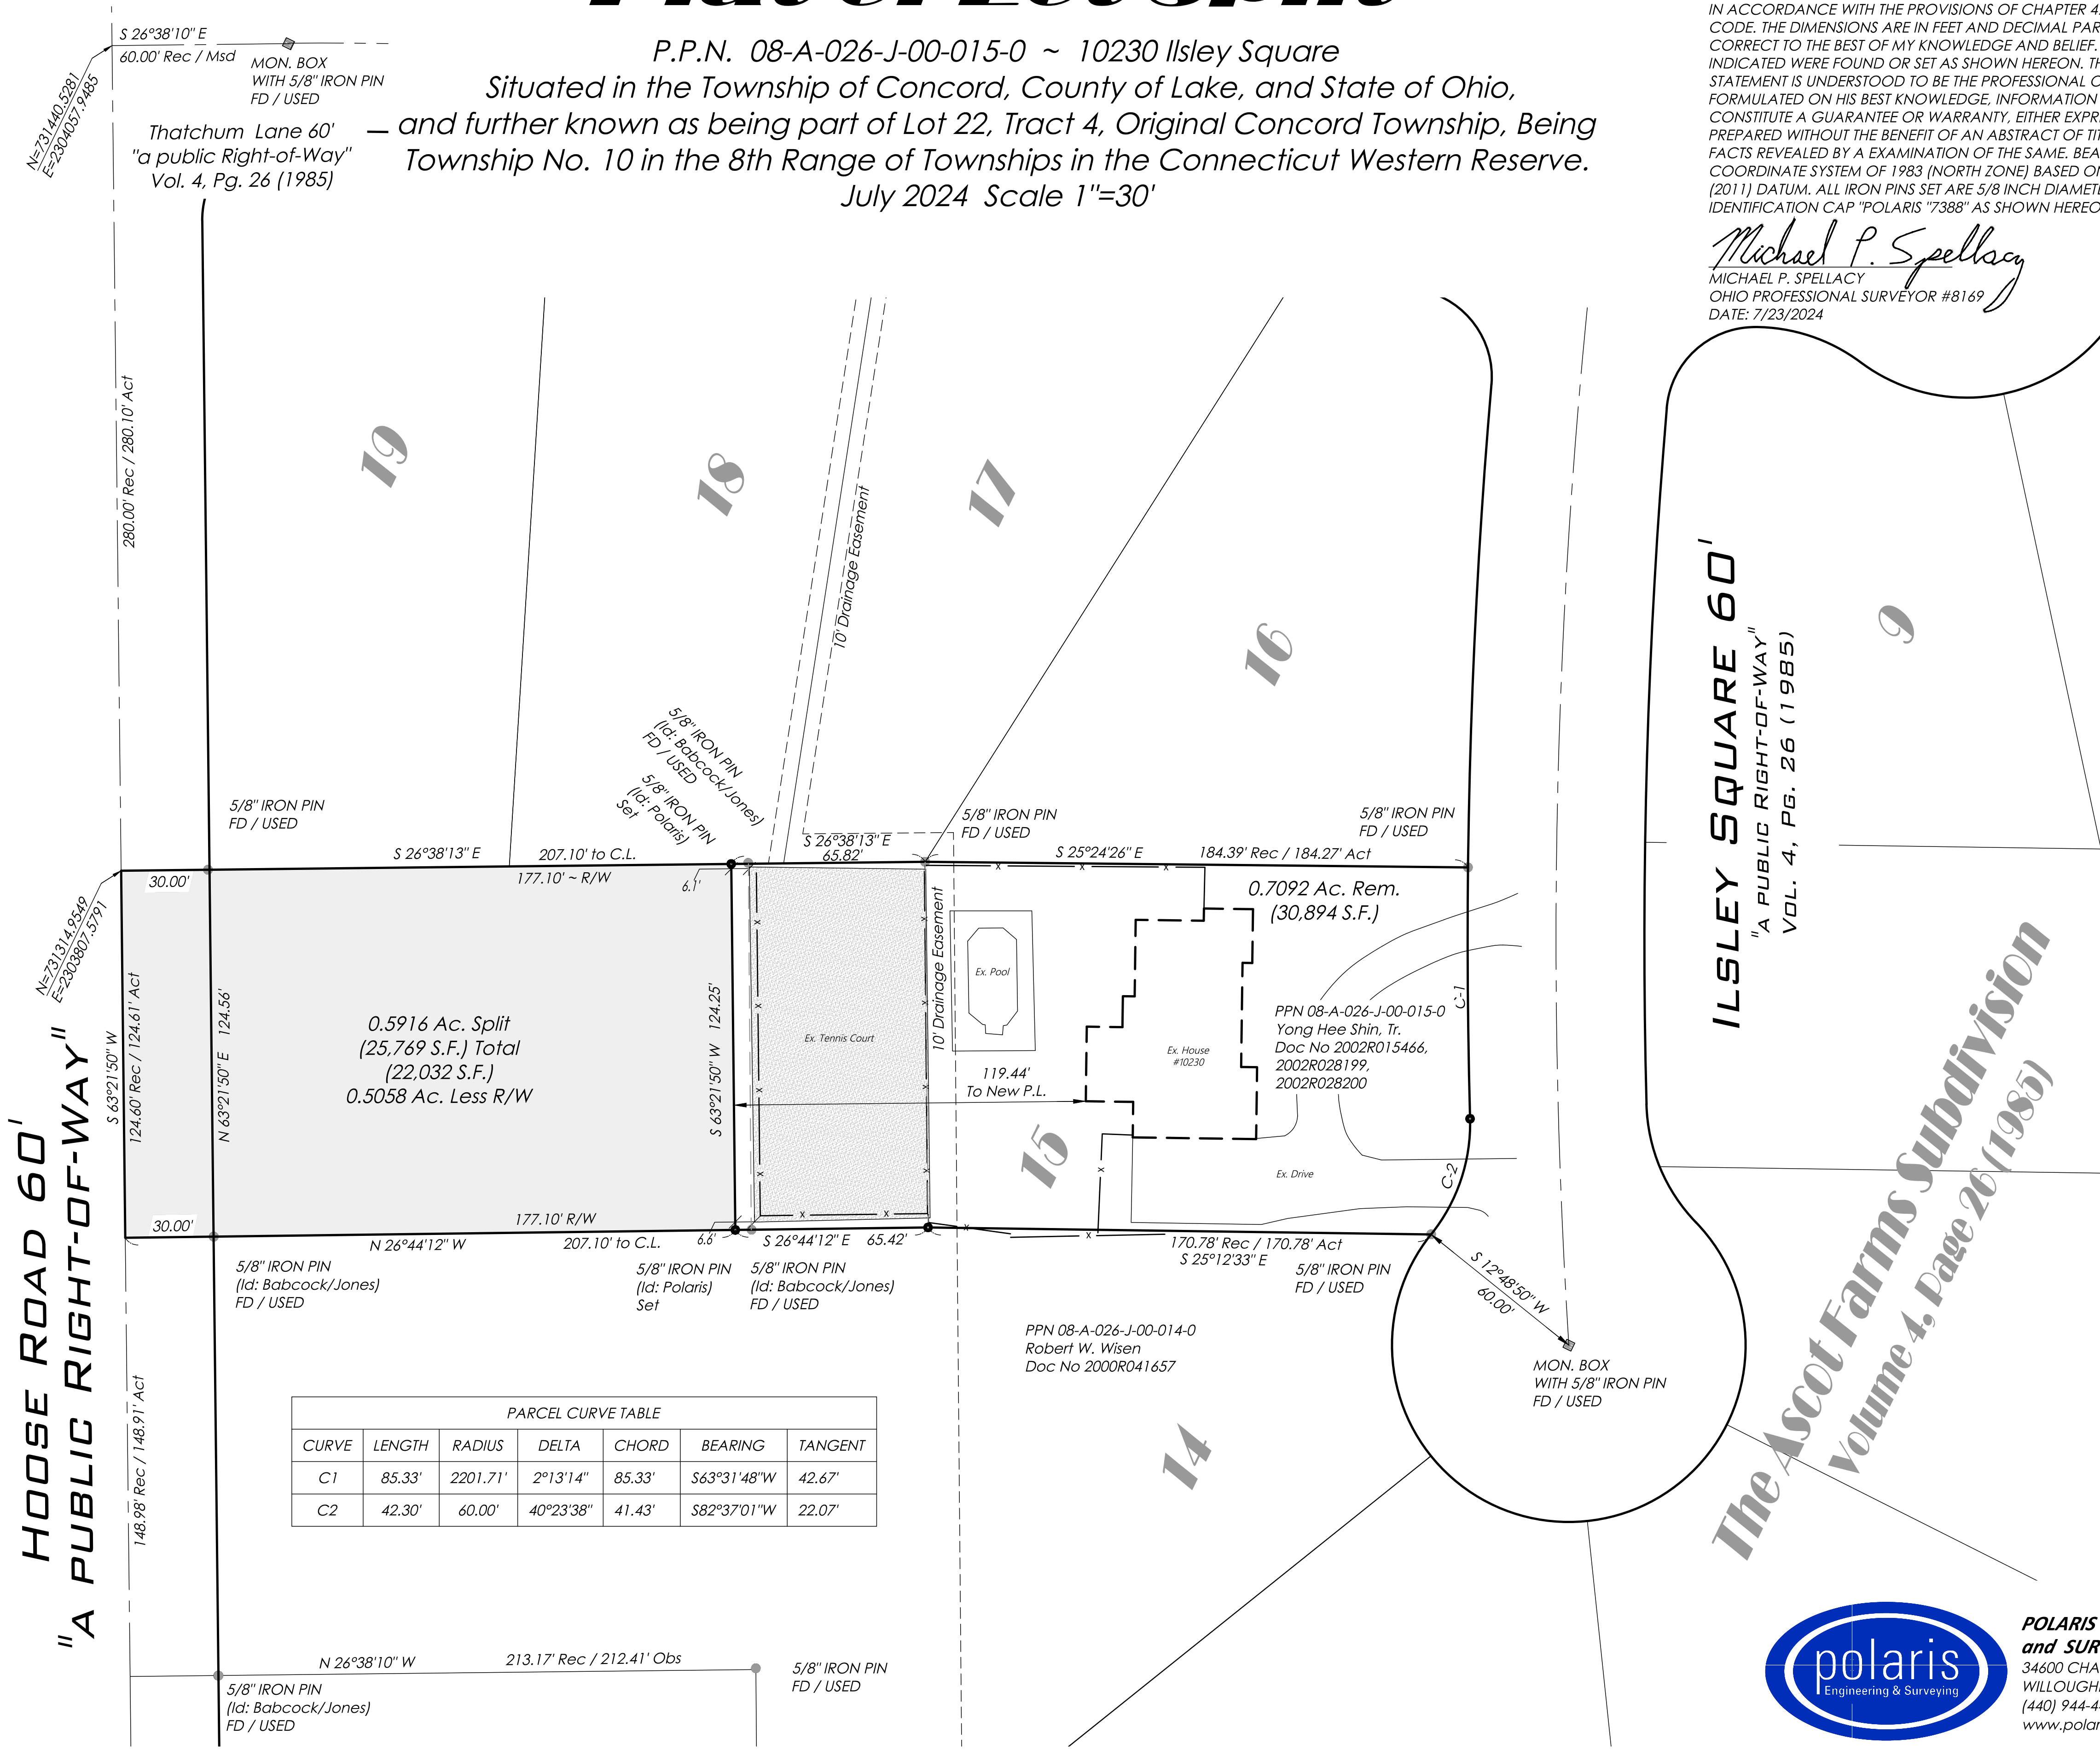 Plat of Lot Split
P.P.N. 08-A-026-J-00-015-0 ~ 10230 Ilsley Square
Situated in the Township of Concord, County of Lake, and State of Ohio,
and further known as being part of Lot 22, Tract 4, Original Concord Township, Being
Township No. 10 in the 8th Range of Townships in the Connecticut Western Reserve.
July 2024 Scale 1"=30'
IN ACCORDANCE WITH THE PROVISIONS OF CHAPTER
CODE. THE DIMENSIONS ARE IN FEET AND DECIMAL
CORRECT TO THE BEST OF MY KNOWLEDGE AND BELIEF.
INDICATED WERE FOUND OR SET AS SHOWN HEREON.
STATEMENT IS UNDERSTOOD TO BE THE PROFESSIONAL
FORMULATED ON HIS BEST KNOWLEDGE, INFORMATION
CONSTITUTE A GUARANTEE OR WARRANTY, EITHER
PREPARED WITHOUT THE BENEFIT OF AN ABSTRACT OF
FACTS REVEALED BY A EXAMINATION OF THE SAME.
COORDINATE SYSTEM OF 1983 (NORTH ZONE) BASED
(2011) DATUM. ALL IRON PINS SET ARE 5/8 INCH
IDENTIFICATION CAP "POLARIS "7388" AS SHOWN
Michael P. Spellacy
MICHAEL P. SPELLACY
OHIO PROFESSIONAL SURVEYOR #8169
DATE: 7/23/2024
S 26°38'10" E
60.00' Rec / Msd
MON. BOX
WITH 5/8" IRON PIN
FD / USED
N=731440.5281
E=2304057.9485
Thatchum Lane 60'
"a public Right-of-Way"
Vol. 4, Pg. 26 (1985)
280.00' Rec / 280.10' Act
19
18
17
16
9
10' Drainage Easement
5/8" IRON PIN
(Id: Babcock/Jones)
FD / USED
5/8" IRON PIN
(Id: Polaris)
Set
5/8" IRON PIN
FD / USED
5/8" IRON PIN
FD / USED
5/8" IRON PIN
FD / USED
S 26°38'13" E
207.10' to C.L.
S 26°38'13" E
65.82'
S 25°24'26" E
184.39' Rec / 184.27' Act
30.00'
177.10' ~ R/W
6.1'
N=731314.9549
E=2303807.5791
0.7092 Ac. Rem.
(30,894 S.F.)
S 63°21'50" W
124.60' Rec / 124.61' Act
N 63°21'50" E 124.56'
0.5916 Ac. Split
(25,769 S.F.) Total
(22,032 S.F.)
0.5058 Ac. Less R/W
S 63°21'50" W 124.25'
Ex. Tennis Court
10' Drainage Easement
Ex. Pool
119.44'
To New P.L.
Ex. House
#10230
PPN 08-A-026-J-00-015-0
Yong Hee Shin, Tr.
Doc No 2002R015466,
2002R028199,
2002R028200
C-1
C-2
15
Ex. Drive
ILSLEY SQUARE 60'
"A PUBLIC RIGHT-OF-WAY"
VOL. 4, PG. 26 (1985)
HOOSE ROAD 60'
"A PUBLIC RIGHT-OF-WAY"
30.00'
177.10' R/W
N 26°44'12" W
207.10' to C.L.
6.6'
S 26°44'12" E 65.42'
170.78' Rec / 170.78' Act
S 25°12'33" E
5/8" IRON PIN
(Id: Babcock/Jones)
FD / USED
5/8" IRON PIN
(Id: Polaris)
Set
5/8" IRON PIN
(Id: Babcock/Jones)
FD / USED
5/8" IRON PIN
FD / USED
S 12°48'50" W
60.00'
MON. BOX
WITH 5/8" IRON PIN
FD / USED
PPN 08-A-026-J-00-014-0
Robert W. Wisen
Doc No 2000R041657
14
The Ascot Farms Subdivision
Volume 4, Page 26 (1985)
148.98' Rec / 148.91' Act
PARCEL CURVE TABLE
CURVE LENGTH RADIUS DELTA CHORD BEARING TANGENT
C1 85.33' 2201.71' 2°13'14" 85.33' S63°31'48"W 42.67'
C2 42.30' 60.00' 40°23'38" 41.43' S82°37'01"W 22.07'
N 26°38'10" W
213.17' Rec / 212.41' Obs
5/8" IRON PIN
FD / USED
5/8" IRON PIN
(Id: Babcock/Jones)
FD / USED
polaris
Engineering & Surveying
POLARIS
and
34600
(440)